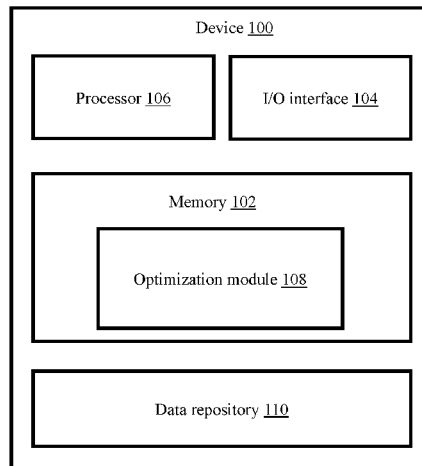 Device 100
Processor 106
I/O interface 104
Memory 102
Optimization module 108
Data repository 110